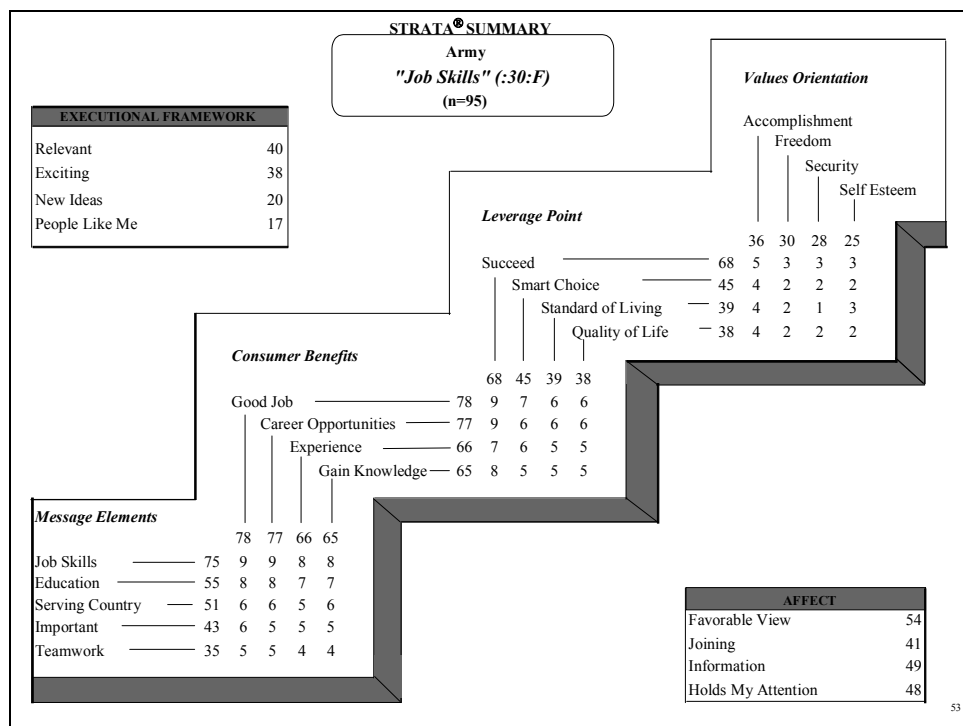 STRATA® SUMMARY
Army
"Job Skills" (:30:F)
(n=95)
EXECUTIONAL FRAMEWORK
Relevant 40
Exciting 38
New Ideas 20
People Like Me 17
Values Orientation
Accomplishment
Freedom
Security
Self Esteem
Leverage Point
36 30 28 25
Succeed 68 5 3 3 3
Smart Choice 45 4 2 2 2
Standard of Living 39 4 2 1 3
Quality of Life 38 4 2 2 2
Consumer Benefits
68 45 39 38
Good Job 78 9 7 6 6
Career Opportunities 77 9 6 6 6
Experience 66 7 6 5 5
Gain Knowledge 65 8 5 5 5
Message Elements
78 77 66 65
Job Skills 75 9 9 8 8
Education 55 8 8 7 7
Serving Country 51 6 6 5 6
Important 43 6 5 5 5
Teamwork 35 5 5 4 4
AFFECT
Favorable View 54
Joining 41
Information 49
Holds My Attention 48
53